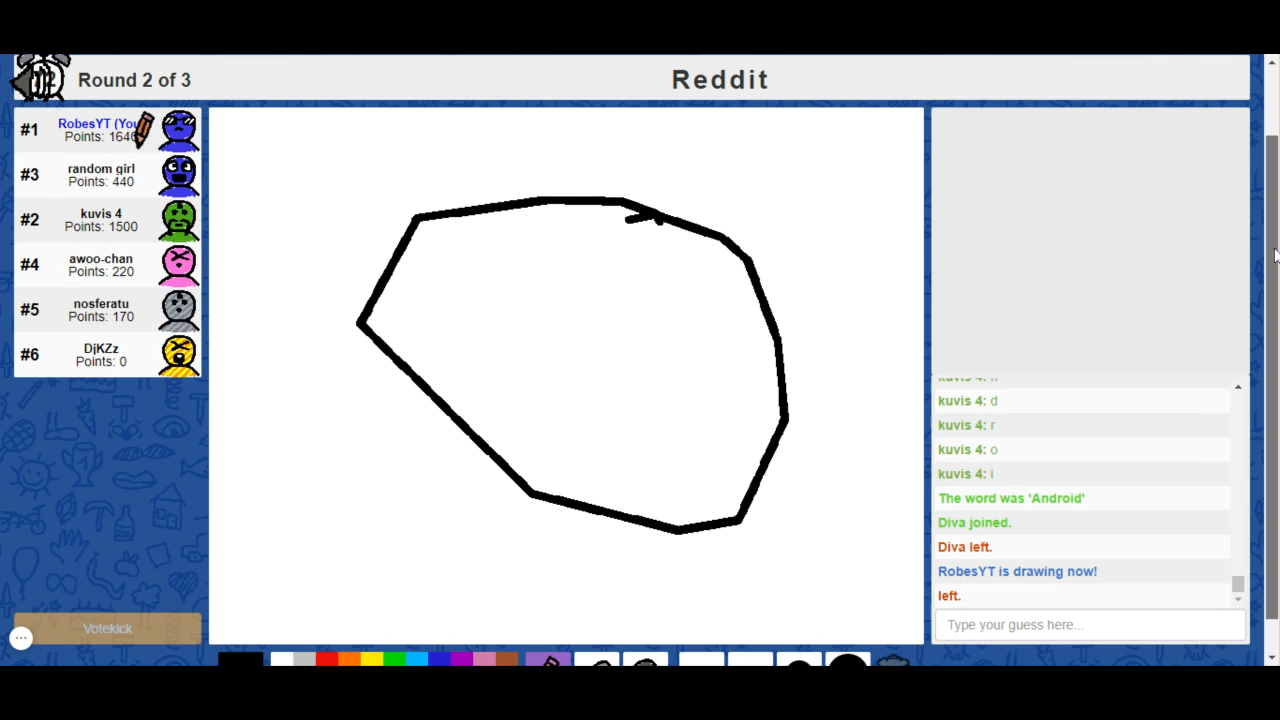 Round 2 of 3
Reddit
#1
RobesYT (You
Points: 1640
#3
random girl
Points: 440
#2
kuvis 4
Points: 1500
#4
awoo-chan
Points: 220
#5
nosferatu
Points: 170
#6
DjKZz
Points: 0
kuvis 4: d
kuvis 4: r
kuvis 4: o
kuvis 4: i
The word was 'Android'
Diva joined.
Diva left.
RobesYT is drawing now!
left.
Votekick
Type your guess here...